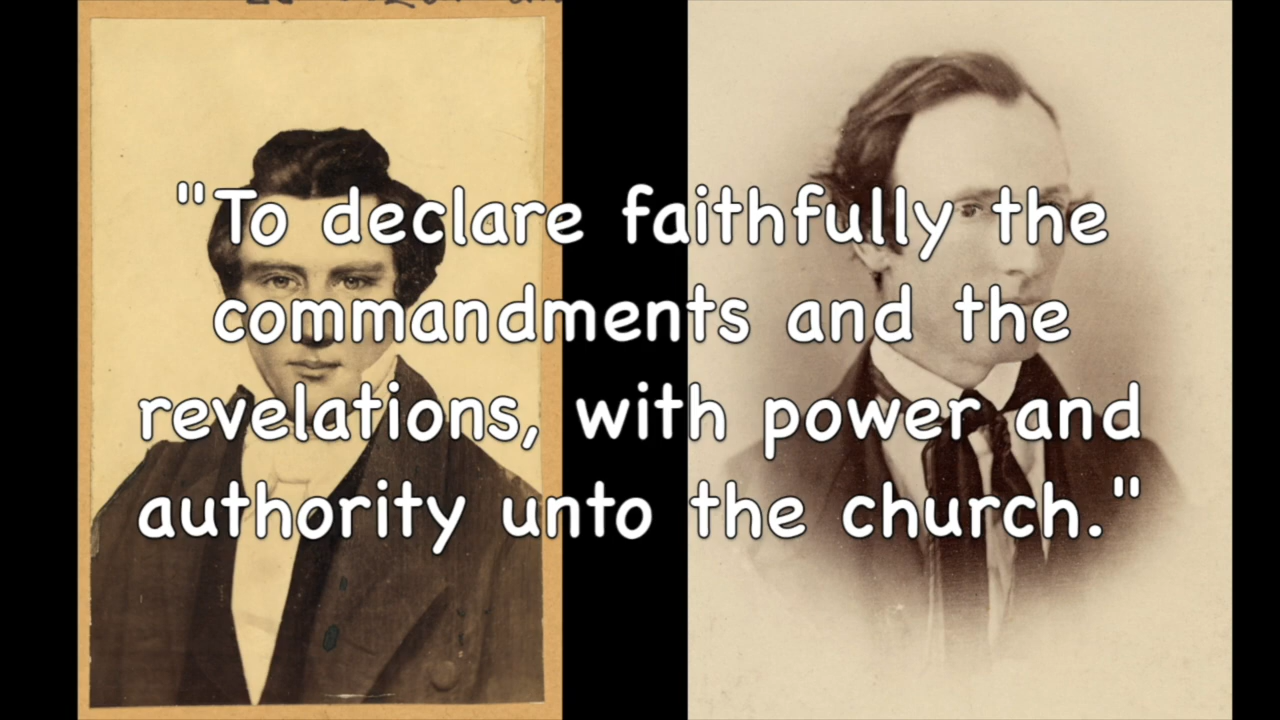 "To declare faithfully the
commandments and the
revelations, with power and
authority unto the church."